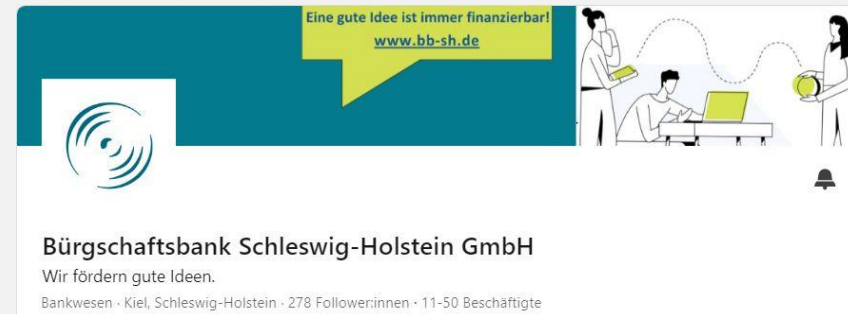 Eine gute Idee ist immer finanzierbar!
www.bb-sh.de
Bürgschaftsbank Schleswig-Holstein GmbH
Wir fördern gute Ideen.
Bankwesen · Kiel, Schleswig-Holstein · 278 Follower:innen · 11-50 Beschäftigte